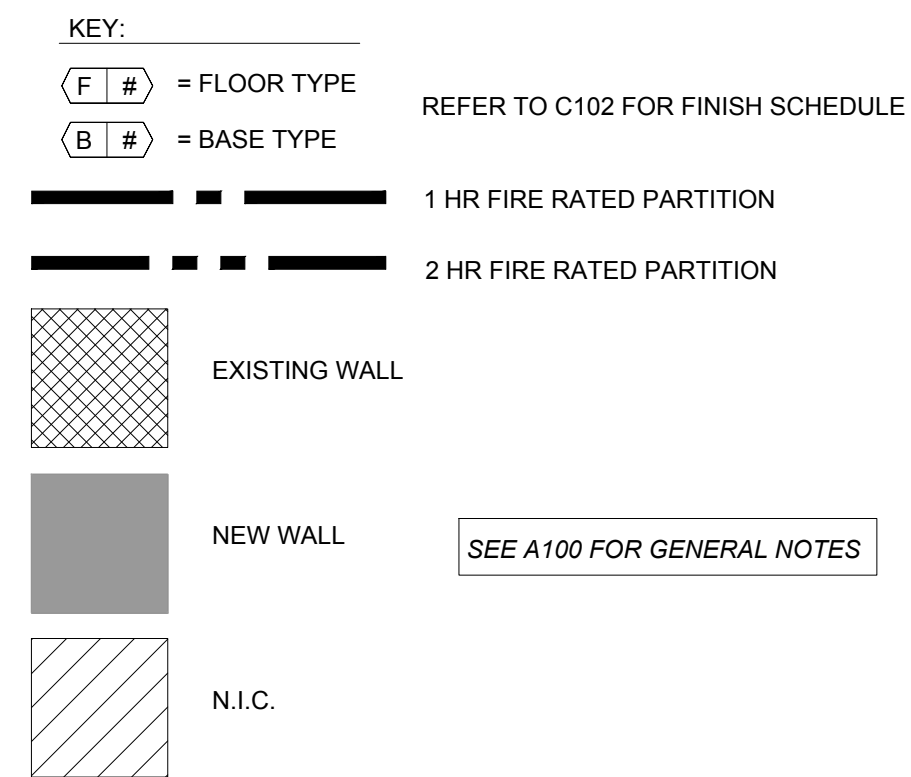 KEY:
F # = FLOOR TYPE
REFER TO C102 FOR FINISH SCHEDULE
B # = BASE TYPE
1 HR FIRE RATED PARTITION
2 HR FIRE RATED PARTITION
EXISTING WALL
NEW WALL
SEE A100 FOR GENERAL NOTES
N.I.C.